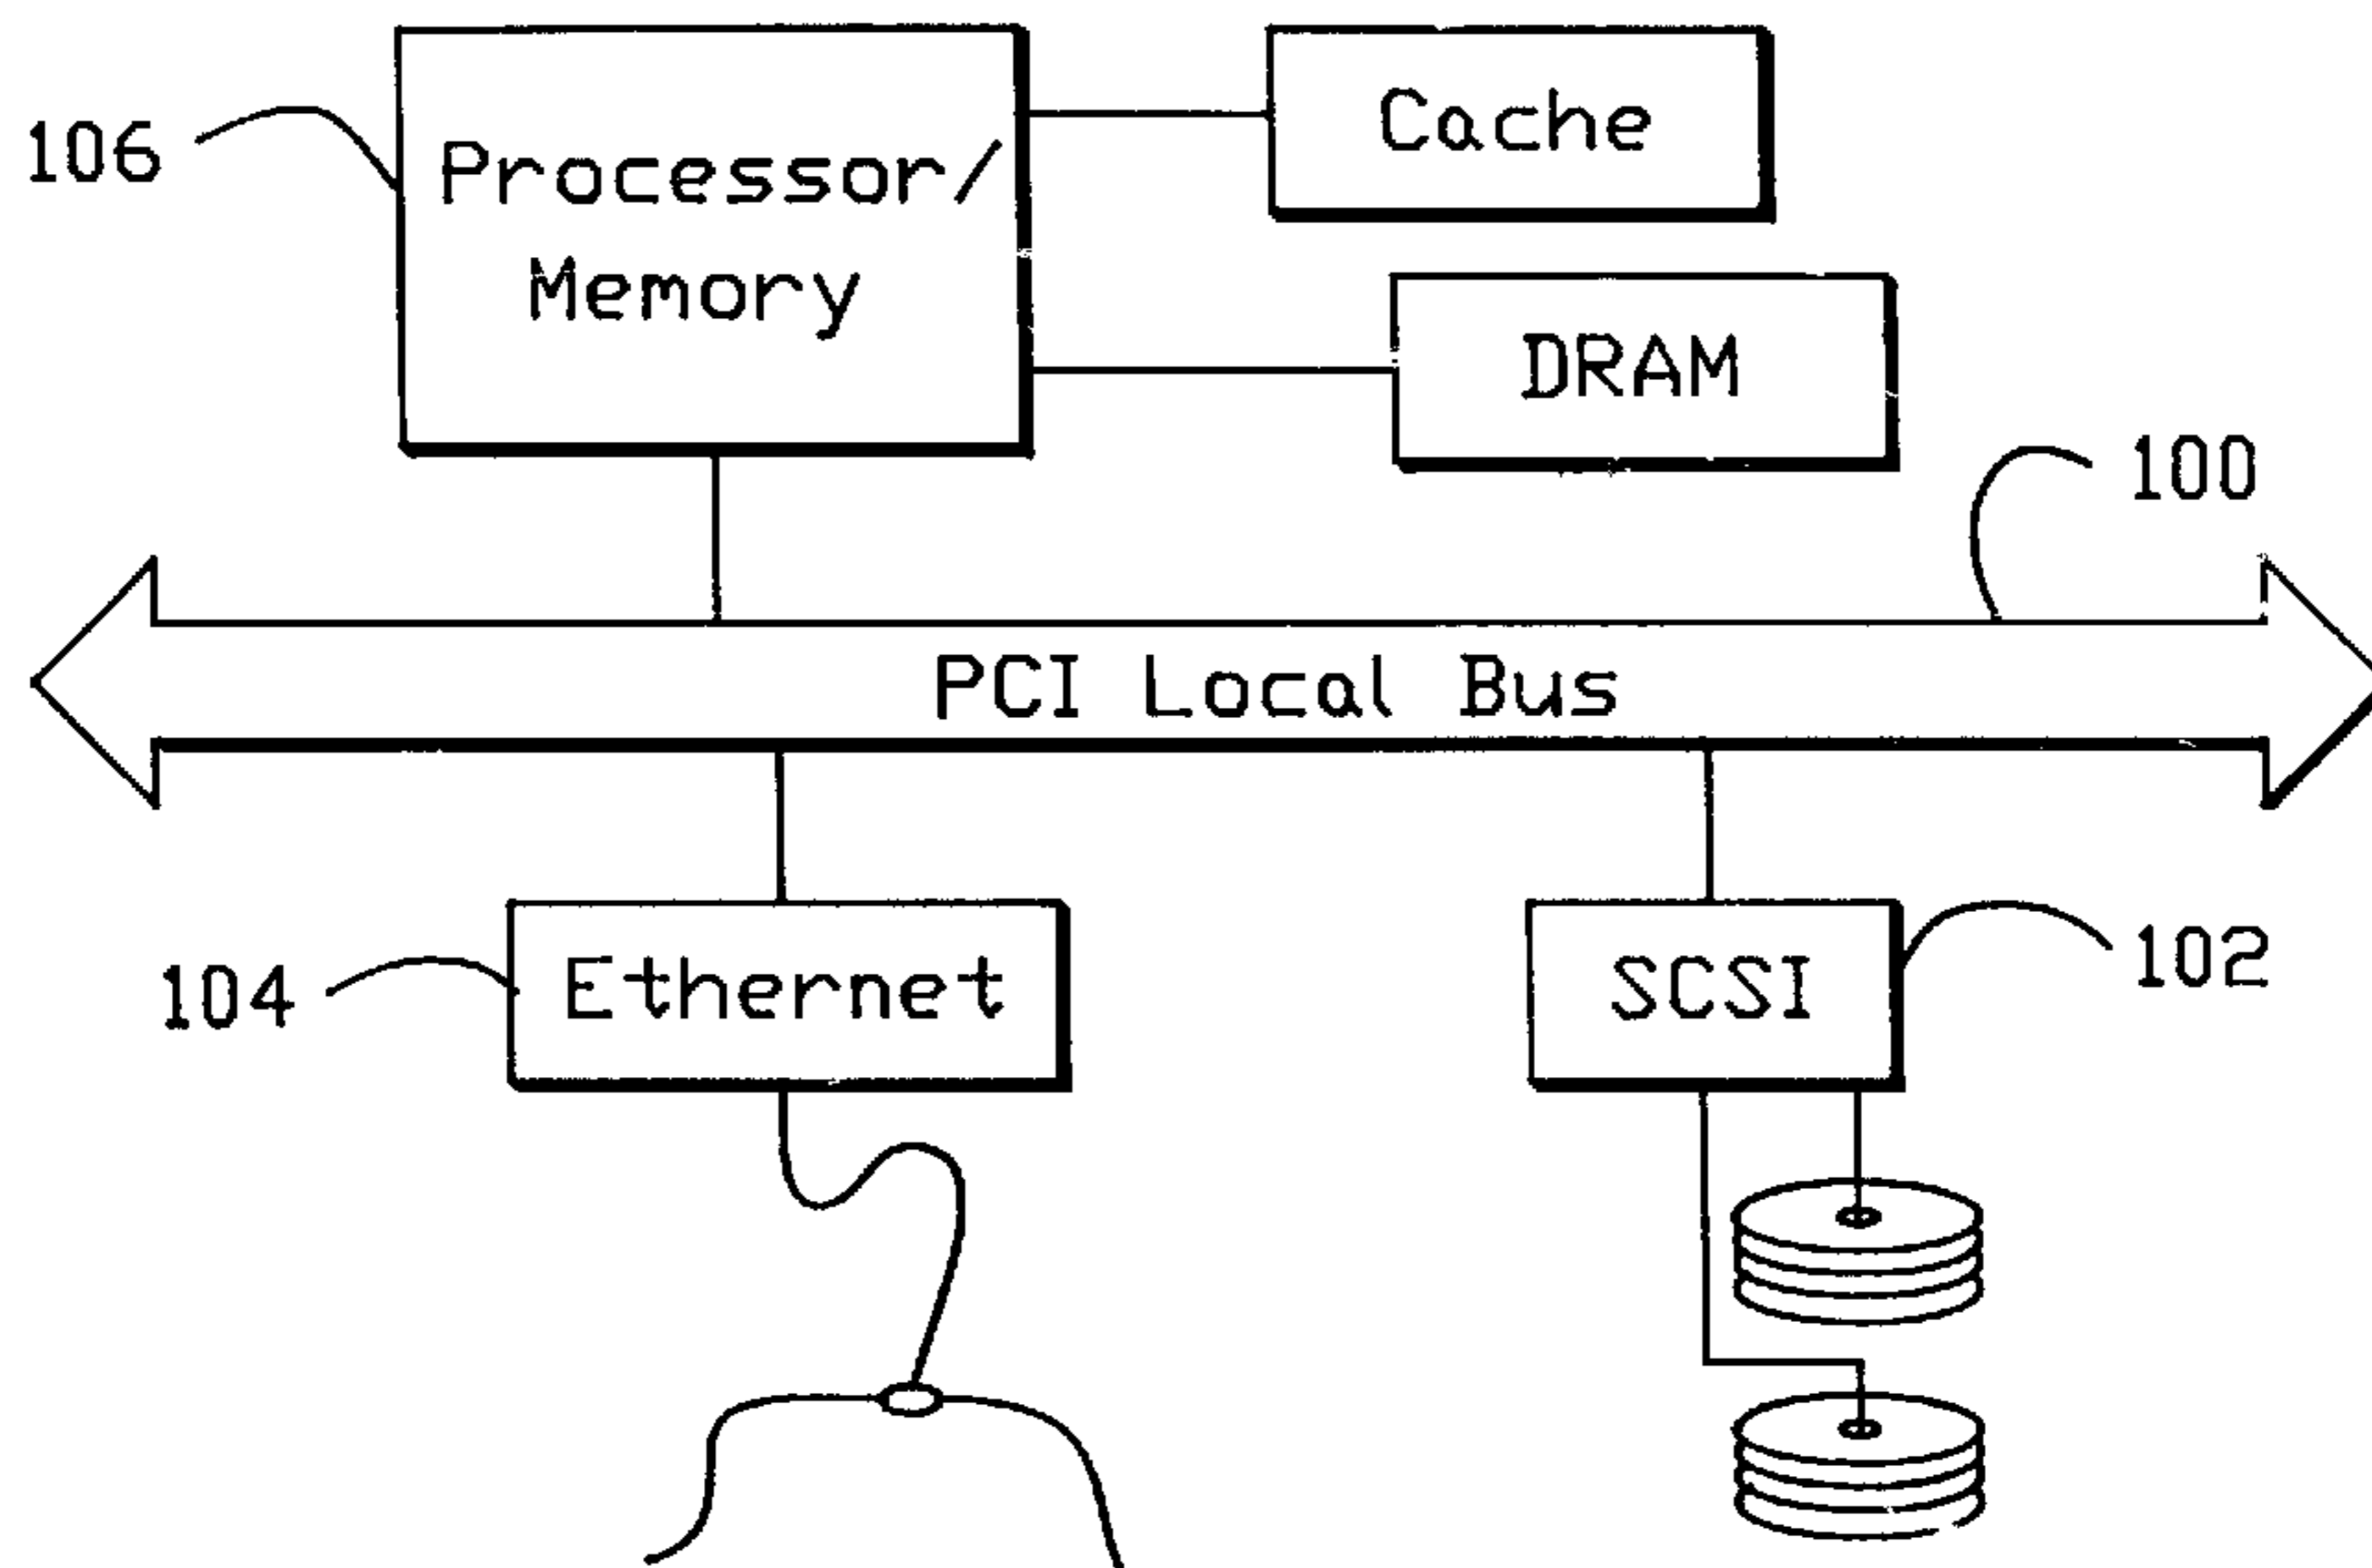 Cache
106
Processor/
Memory
DRAM
100
PCI Local Bus
104
Ethernet
SCSI
102